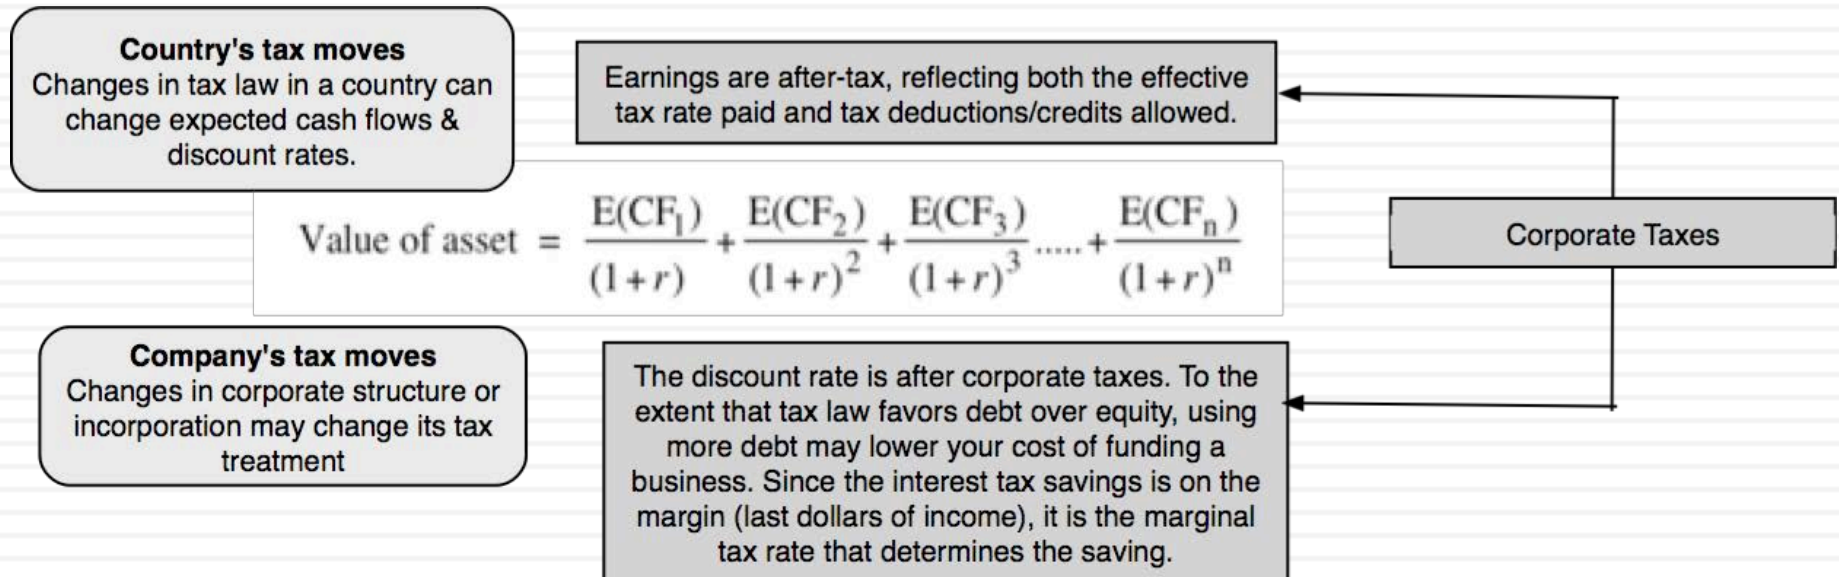 Country's tax moves
Changes in tax law in a country can
change expected cash flows &
discount rates.
Earnings are after-tax, reflecting both the effective
tax rate paid and tax deductions/credits allowed.
Value of asset = E(CF₁)/(1+r) + E(CF₂)/(1+r)² + E(CF₃)/(1+r)³ ..... + E(CFₙ)/(1+r)ⁿ
Corporate Taxes
Company's tax moves
Changes in corporate structure or
incorporation may change its tax
treatment
The discount rate is after corporate taxes. To the
extent that tax law favors debt over equity, using
more debt may lower your cost of funding a
business. Since the interest tax savings is on the
margin (last dollars of income), it is the marginal
tax rate that determines the saving.